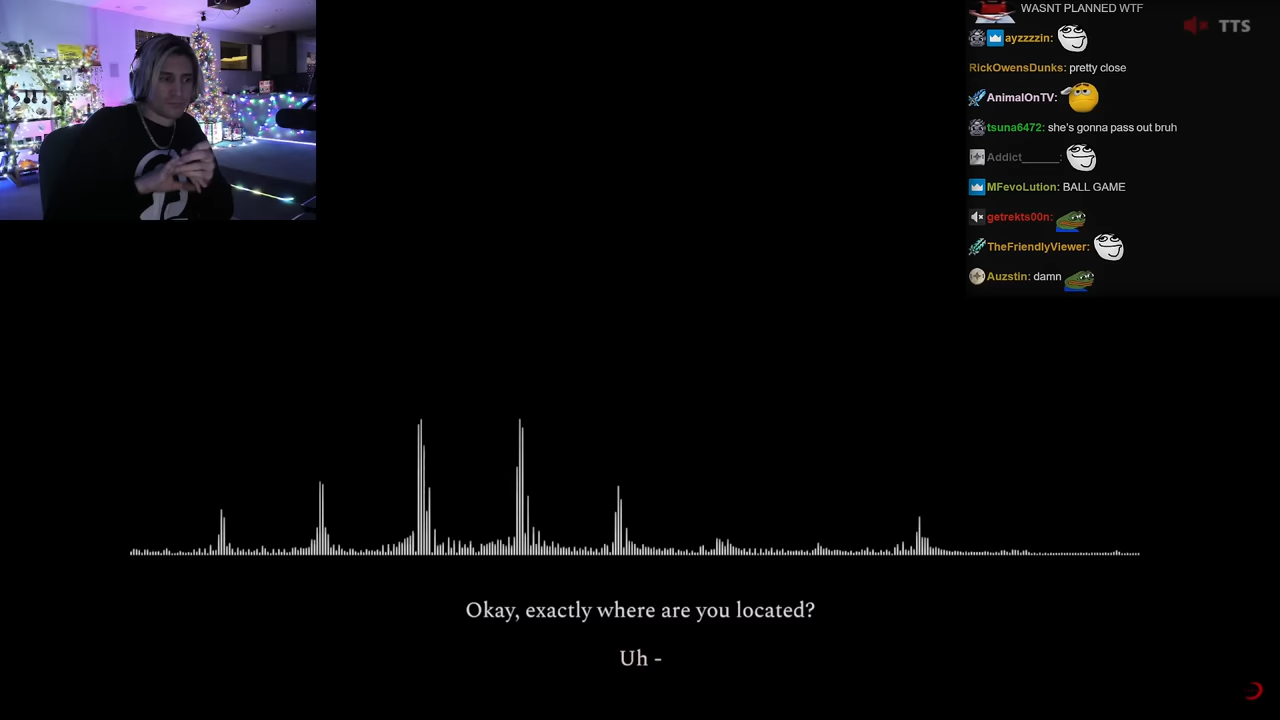 WASNT PLANNED WTF
TTS
ayzzzzin:
RickOwensDunks: pretty close
AnimalOnTV:
tsuna6472: she's gonna pass out bruh
Addict______:
MFevoLution: BALL GAME
getrekts00n:
TheFriendlyViewer:
Auzstin: damn
Okay, exactly where are you located?
Uh -